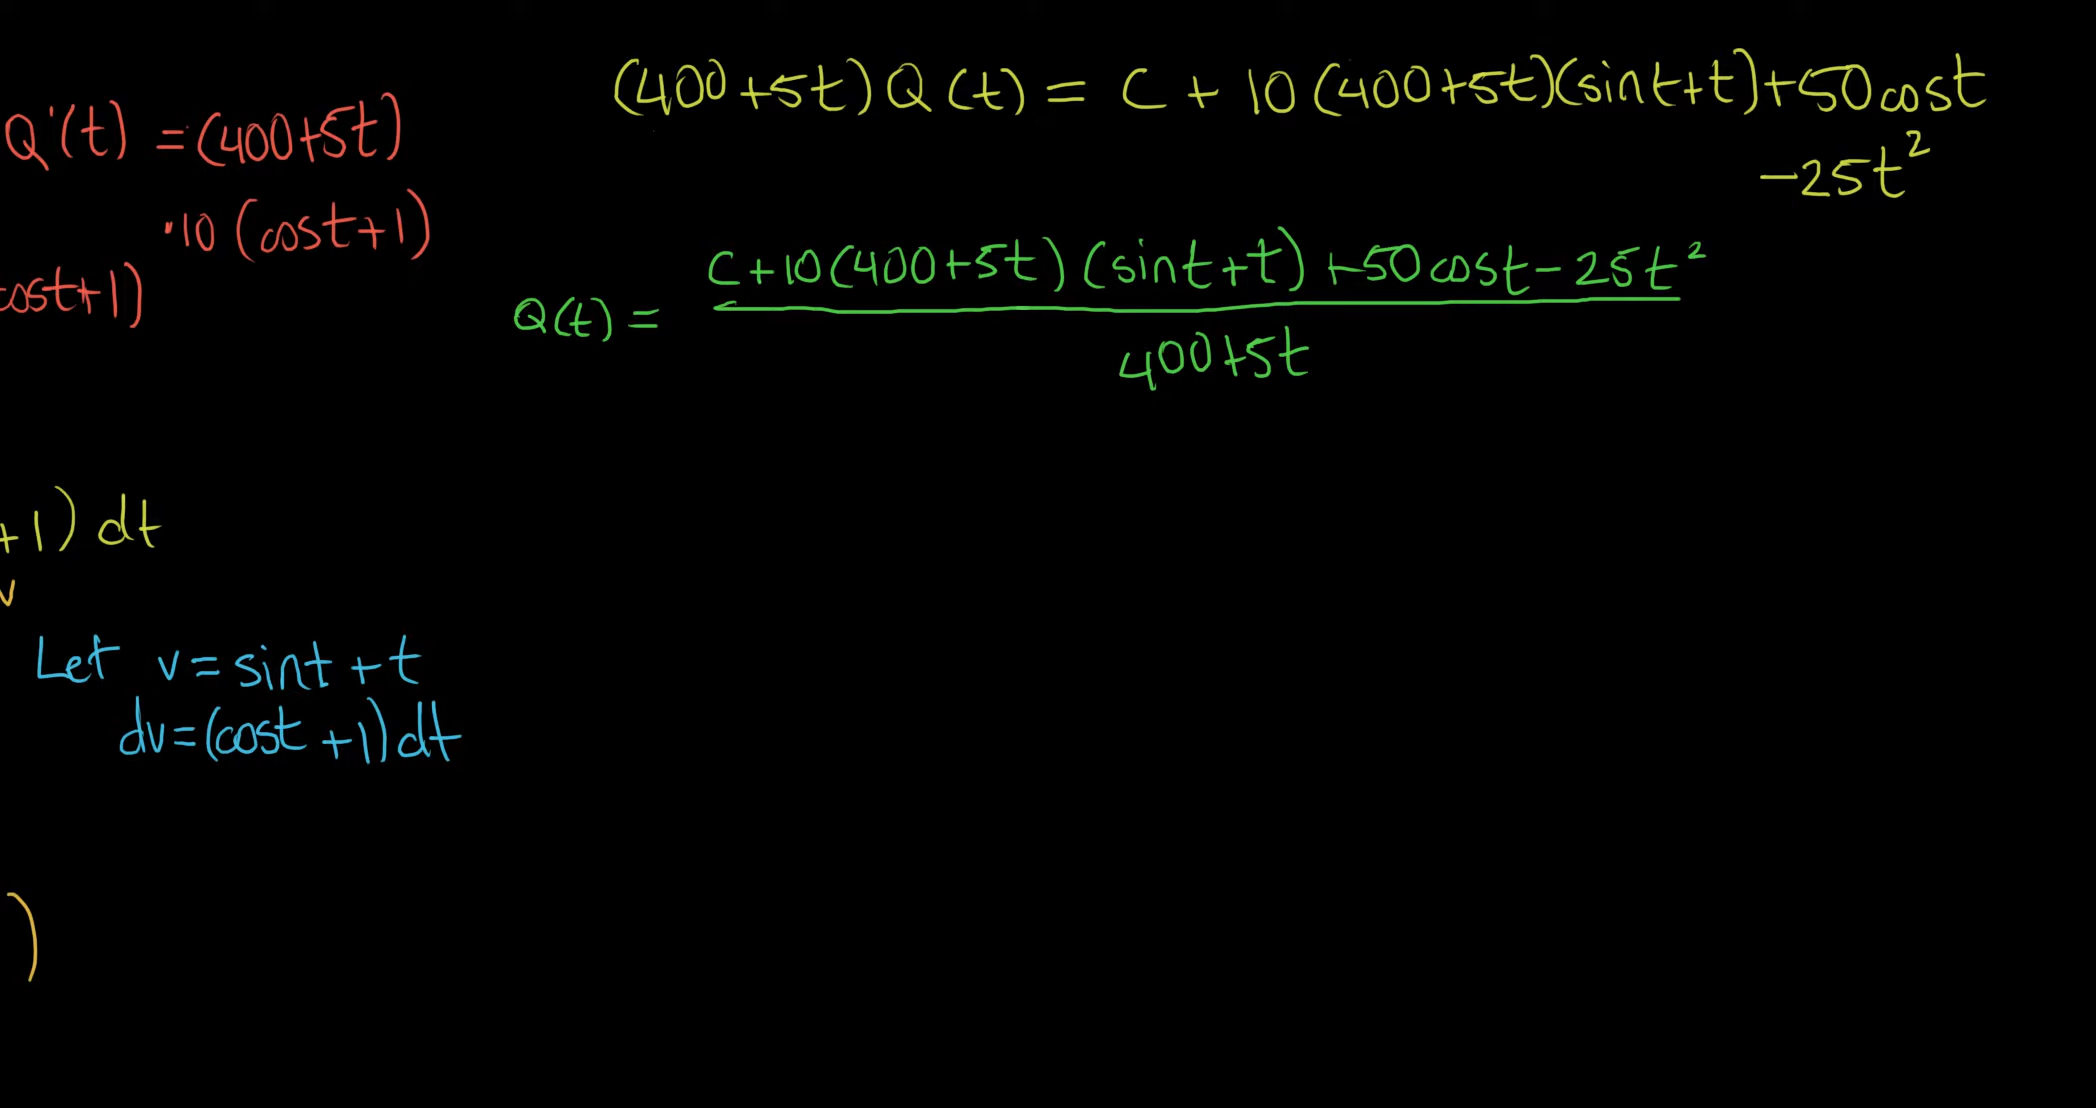 (400+5t)Q(t) = C + 10(400+5t)(sint+t)+50cost
-25t²
Q'(t) = (400+5t)
·10(cost+1)
cost+1)
Q(t) = C+10(400+5t)(sint+t)+50cost-25t²
400+5t
+1)dt
v
Let v=sint+t
dv=(cost+1)dt
)